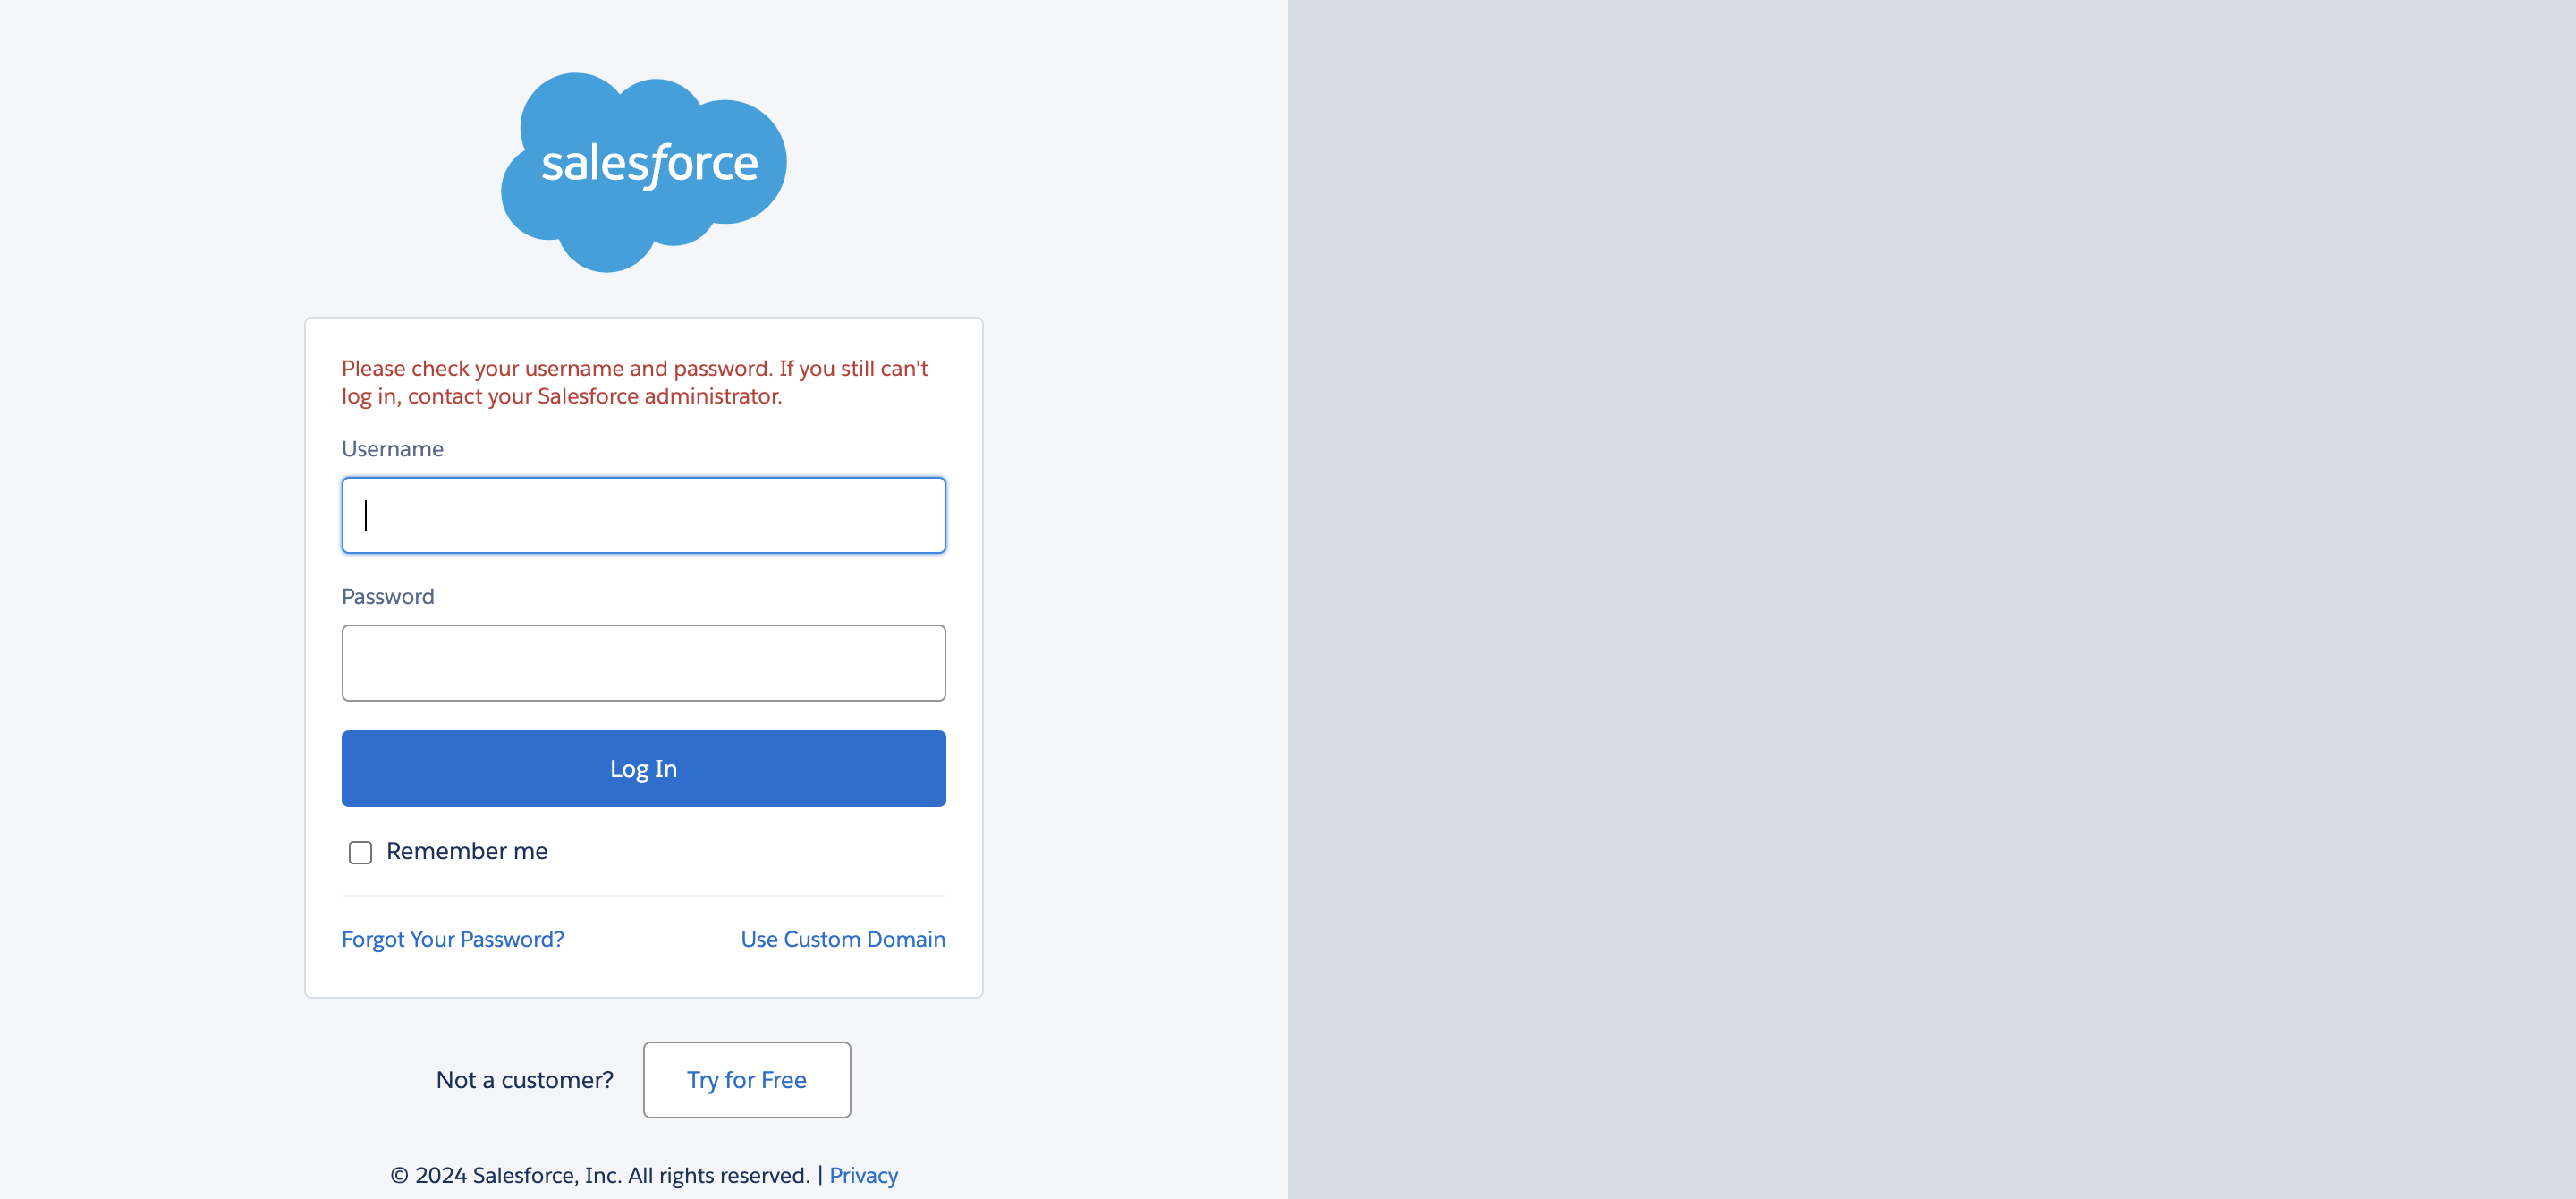 salesforce
Please check your username and password. If you still can't
log in, contact your Salesforce administrator.
Username
Password
Log In
Remember me
Forgot Your Password? Use Custom Domain
Not a customer? Try for Free
© 2024 Salesforce, Inc. All rights reserved. | Privacy